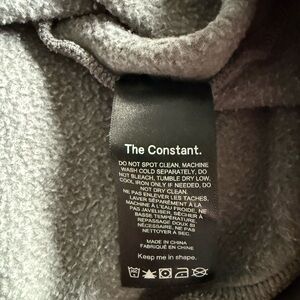 The Constant.
DO NOT SPOT CLEAN, MACHINE
WASH COLD SEPARATELY, DO
NOT BLEACH, TUMBLE DRY LOW,
COOL IRON ONLY IF NEEDED, DO
NOT DRY CLEAN.
NE PAS ENLEVER LES TACHES,
LAVER SÉPARÉMENT À LA
MACHINE À L'EAU FROIDE, NE
PAS JAVELISER, SÉCHER À
BASSE TEMPÉRATURE
REPASSAGE DOUX SI
NÉCESSAIRE, NE PAS
NETTOYER À SEC.
MADE IN CHINA
FABRIQUÉ EN CHINE
Keep me in shape.